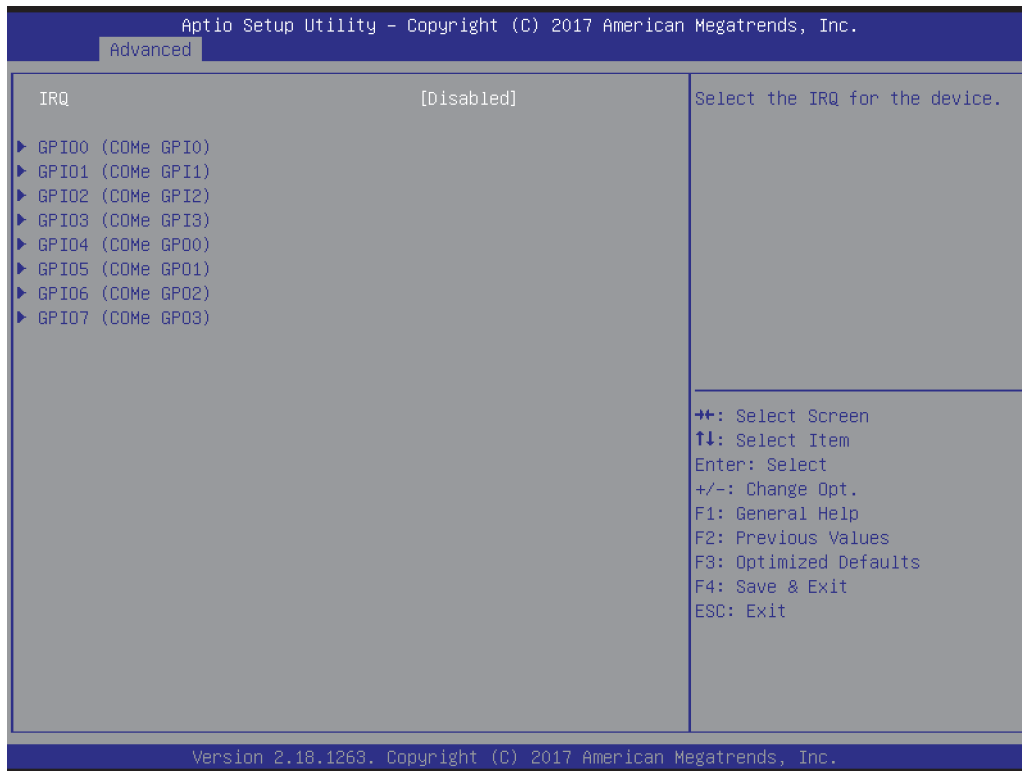 Aptio Setup Utility – Copyright (C) 2017 American Megatrends, Inc.
Advanced
IRQ [Disabled]
▶ GPIO0 (COMe GPI0)
▶ GPIO1 (COMe GPI1)
▶ GPIO2 (COMe GPI2)
▶ GPIO3 (COMe GPI3)
▶ GPIO4 (COMe GPO0)
▶ GPIO5 (COMe GPO1)
▶ GPIO6 (COMe GPO2)
▶ GPIO7 (COMe GPO3)
Select the IRQ for the device.
→←: Select Screen
↑↓: Select Item
Enter: Select
+/-: Change Opt.
F1: General Help
F2: Previous Values
F3: Optimized Defaults
F4: Save & Exit
ESC: Exit
Version 2.18.1263. Copyright (C) 2017 American Megatrends, Inc.